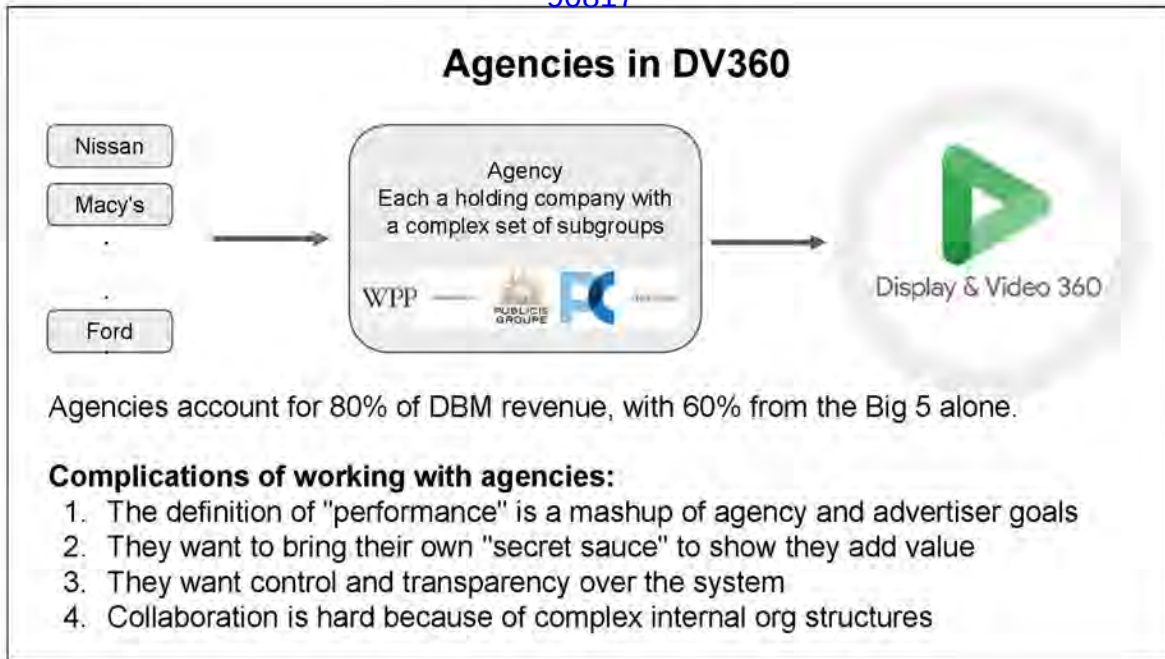 90817
Agencies in DV360
Nissan
Macy's
.
.
Ford
Agency
Each a holding company with
a complex set of subgroups
WPP
PUBLICIS
GROUPE
Display & Video 360
Agencies account for 80% of DBM revenue, with 60% from the Big 5 alone.
Complications of working with agencies:
1. The definition of "performance" is a mashup of agency and advertiser goals
2. They want to bring their own "secret sauce" to show they add value
3. They want control and transparency over the system
4. Collaboration is hard because of complex internal org structures